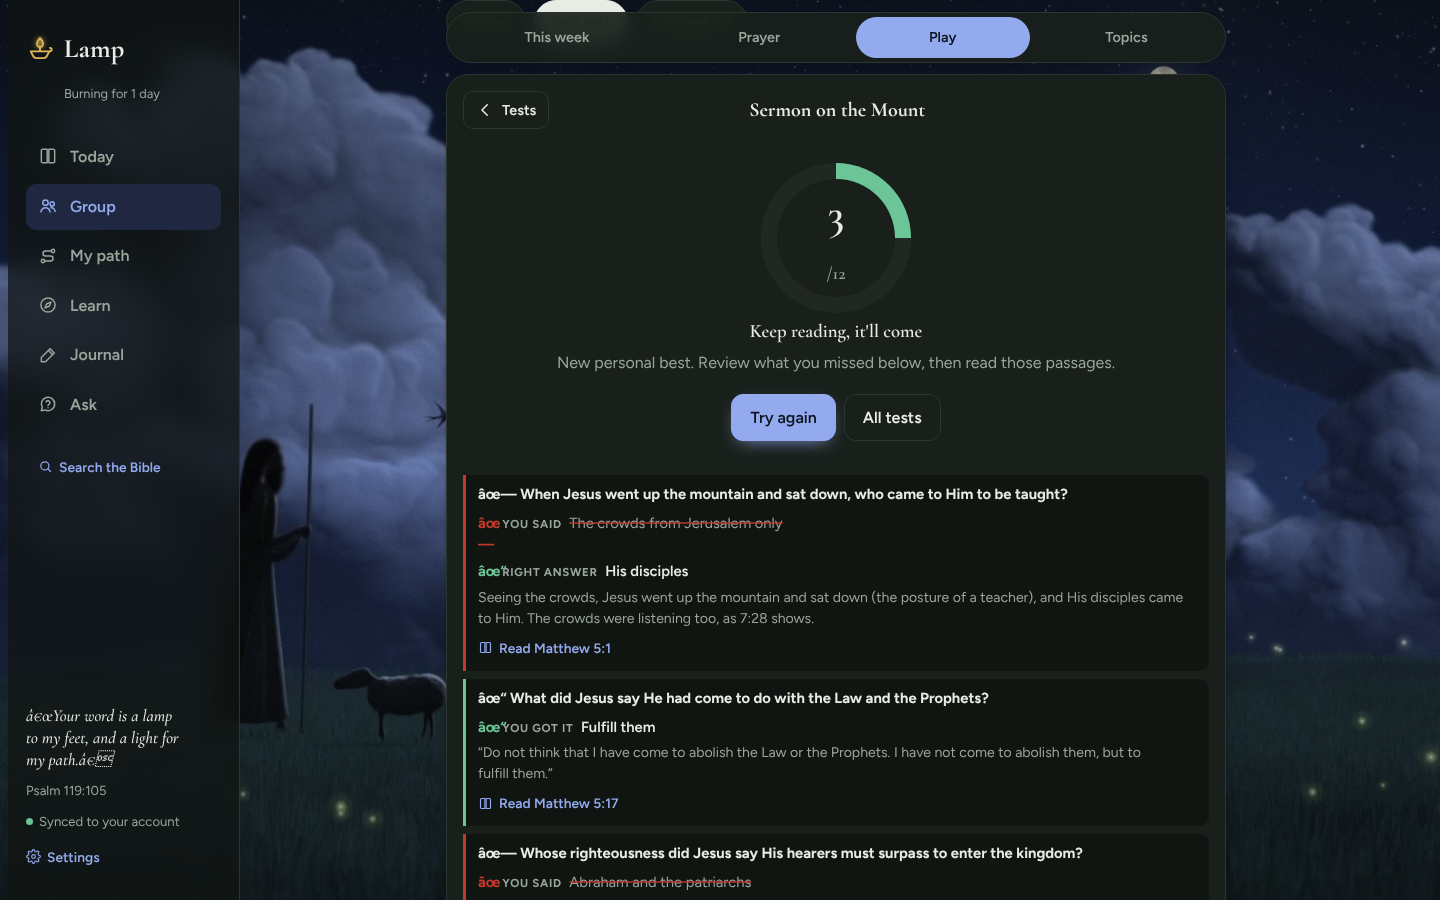 Lamp
Burning for 1 day
Today
Group
My path
Learn
Journal
Ask
Search the Bible
“Your word is a lamp
to my feet, and a light for
my path.â€
Psalm 119:105
Synced to your account
Settings
This week
Prayer
Play
Topics
Tests
Sermon on the Mount
3
/12
Keep reading, it'll come
New personal best. Review what you missed below, then read those passages.
Try again
All tests
✗ When Jesus went up the mountain and sat down, who came to Him to be taught?
✗ YOU SAID The crowds from Jerusalem only
✓ RIGHT ANSWER His disciples
Seeing the crowds, Jesus went up the mountain and sat down (the posture of a teacher), and His disciples came
to Him. The crowds were listening too, as 7:28 shows.
Read Matthew 5:1
✓ What did Jesus say He had come to do with the Law and the Prophets?
✓ YOU GOT IT Fulfill them
“Do not think that I have come to abolish the Law or the Prophets. I have not come to abolish them, but to
fulfill them.”
Read Matthew 5:17
✗ Whose righteousness did Jesus say His hearers must surpass to enter the kingdom?
✗ YOU SAID Abraham and the patriarchs